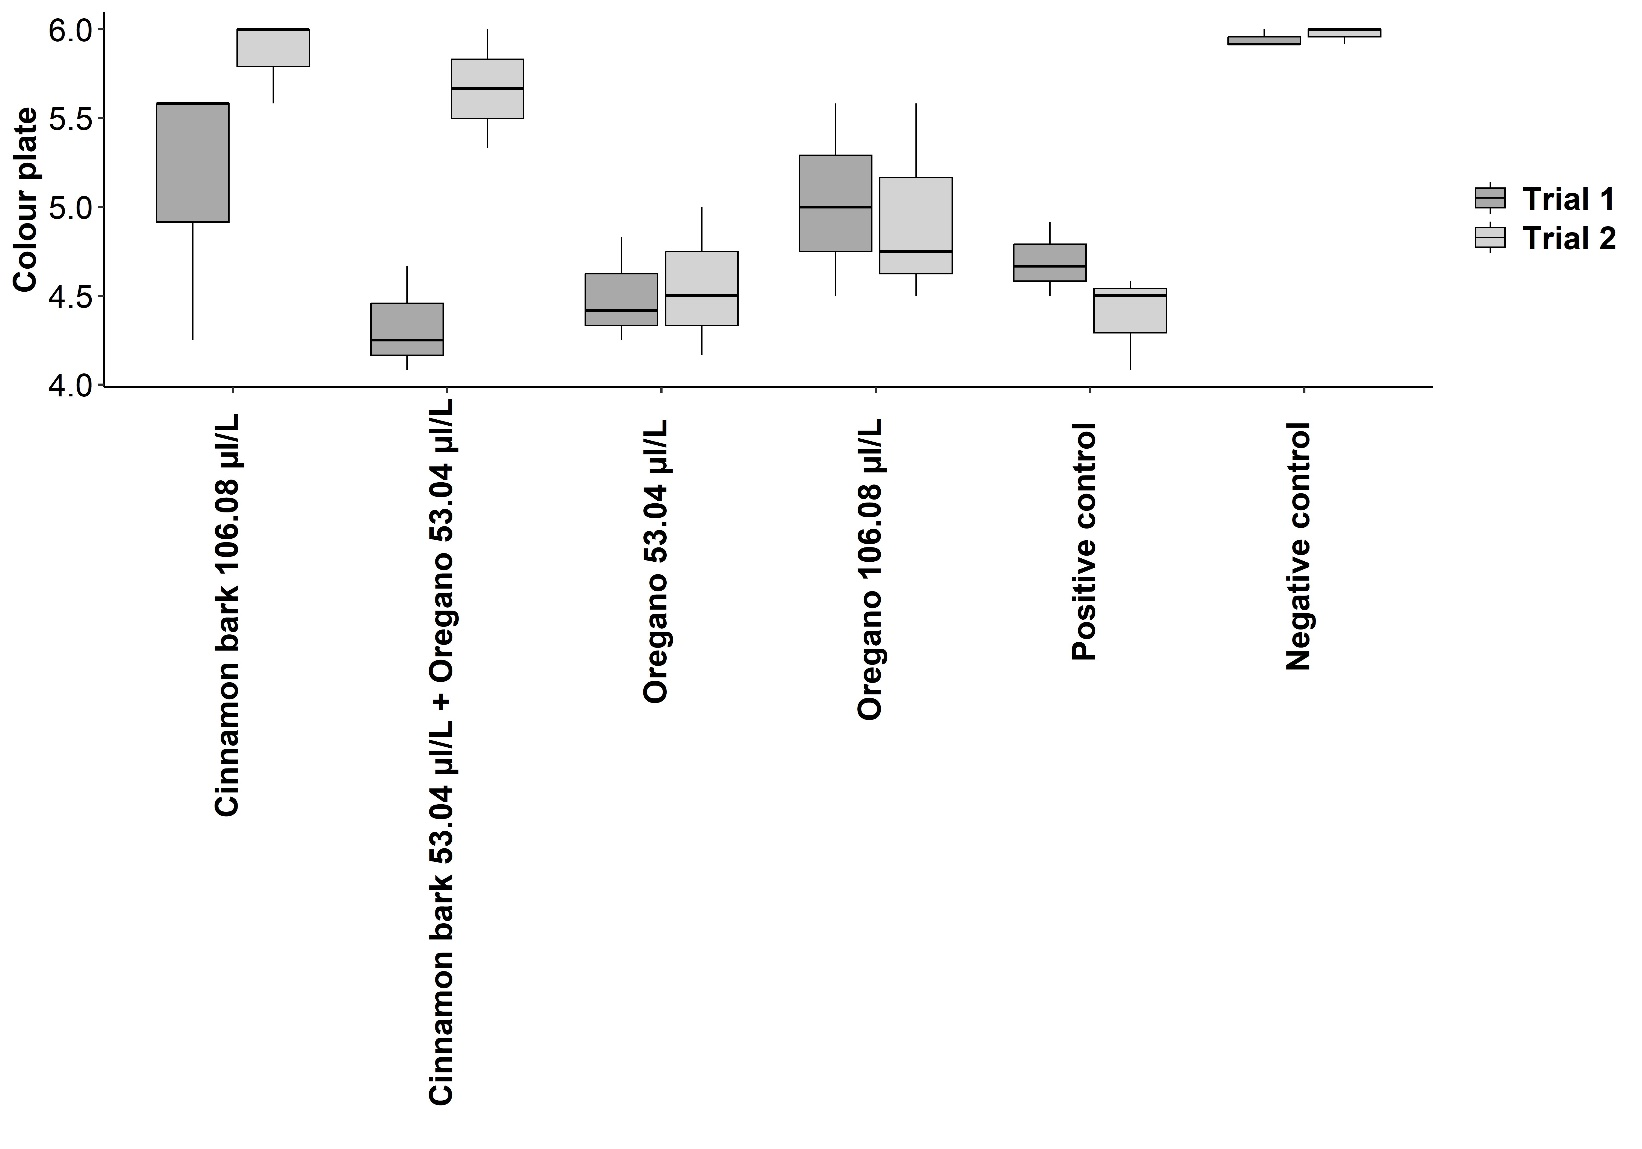 Colour plate
6.0
5.5
5.0
4.5
4.0
Cinnamon bark 106.08 µl/L
Cinnamon bark 53.04 µl/L + Oregano 53.04 µl/L
Oregano 53.04 µl/L
Oregano 106.08 µl/L
Positive control
Negative control
Trial 1
Trial 2